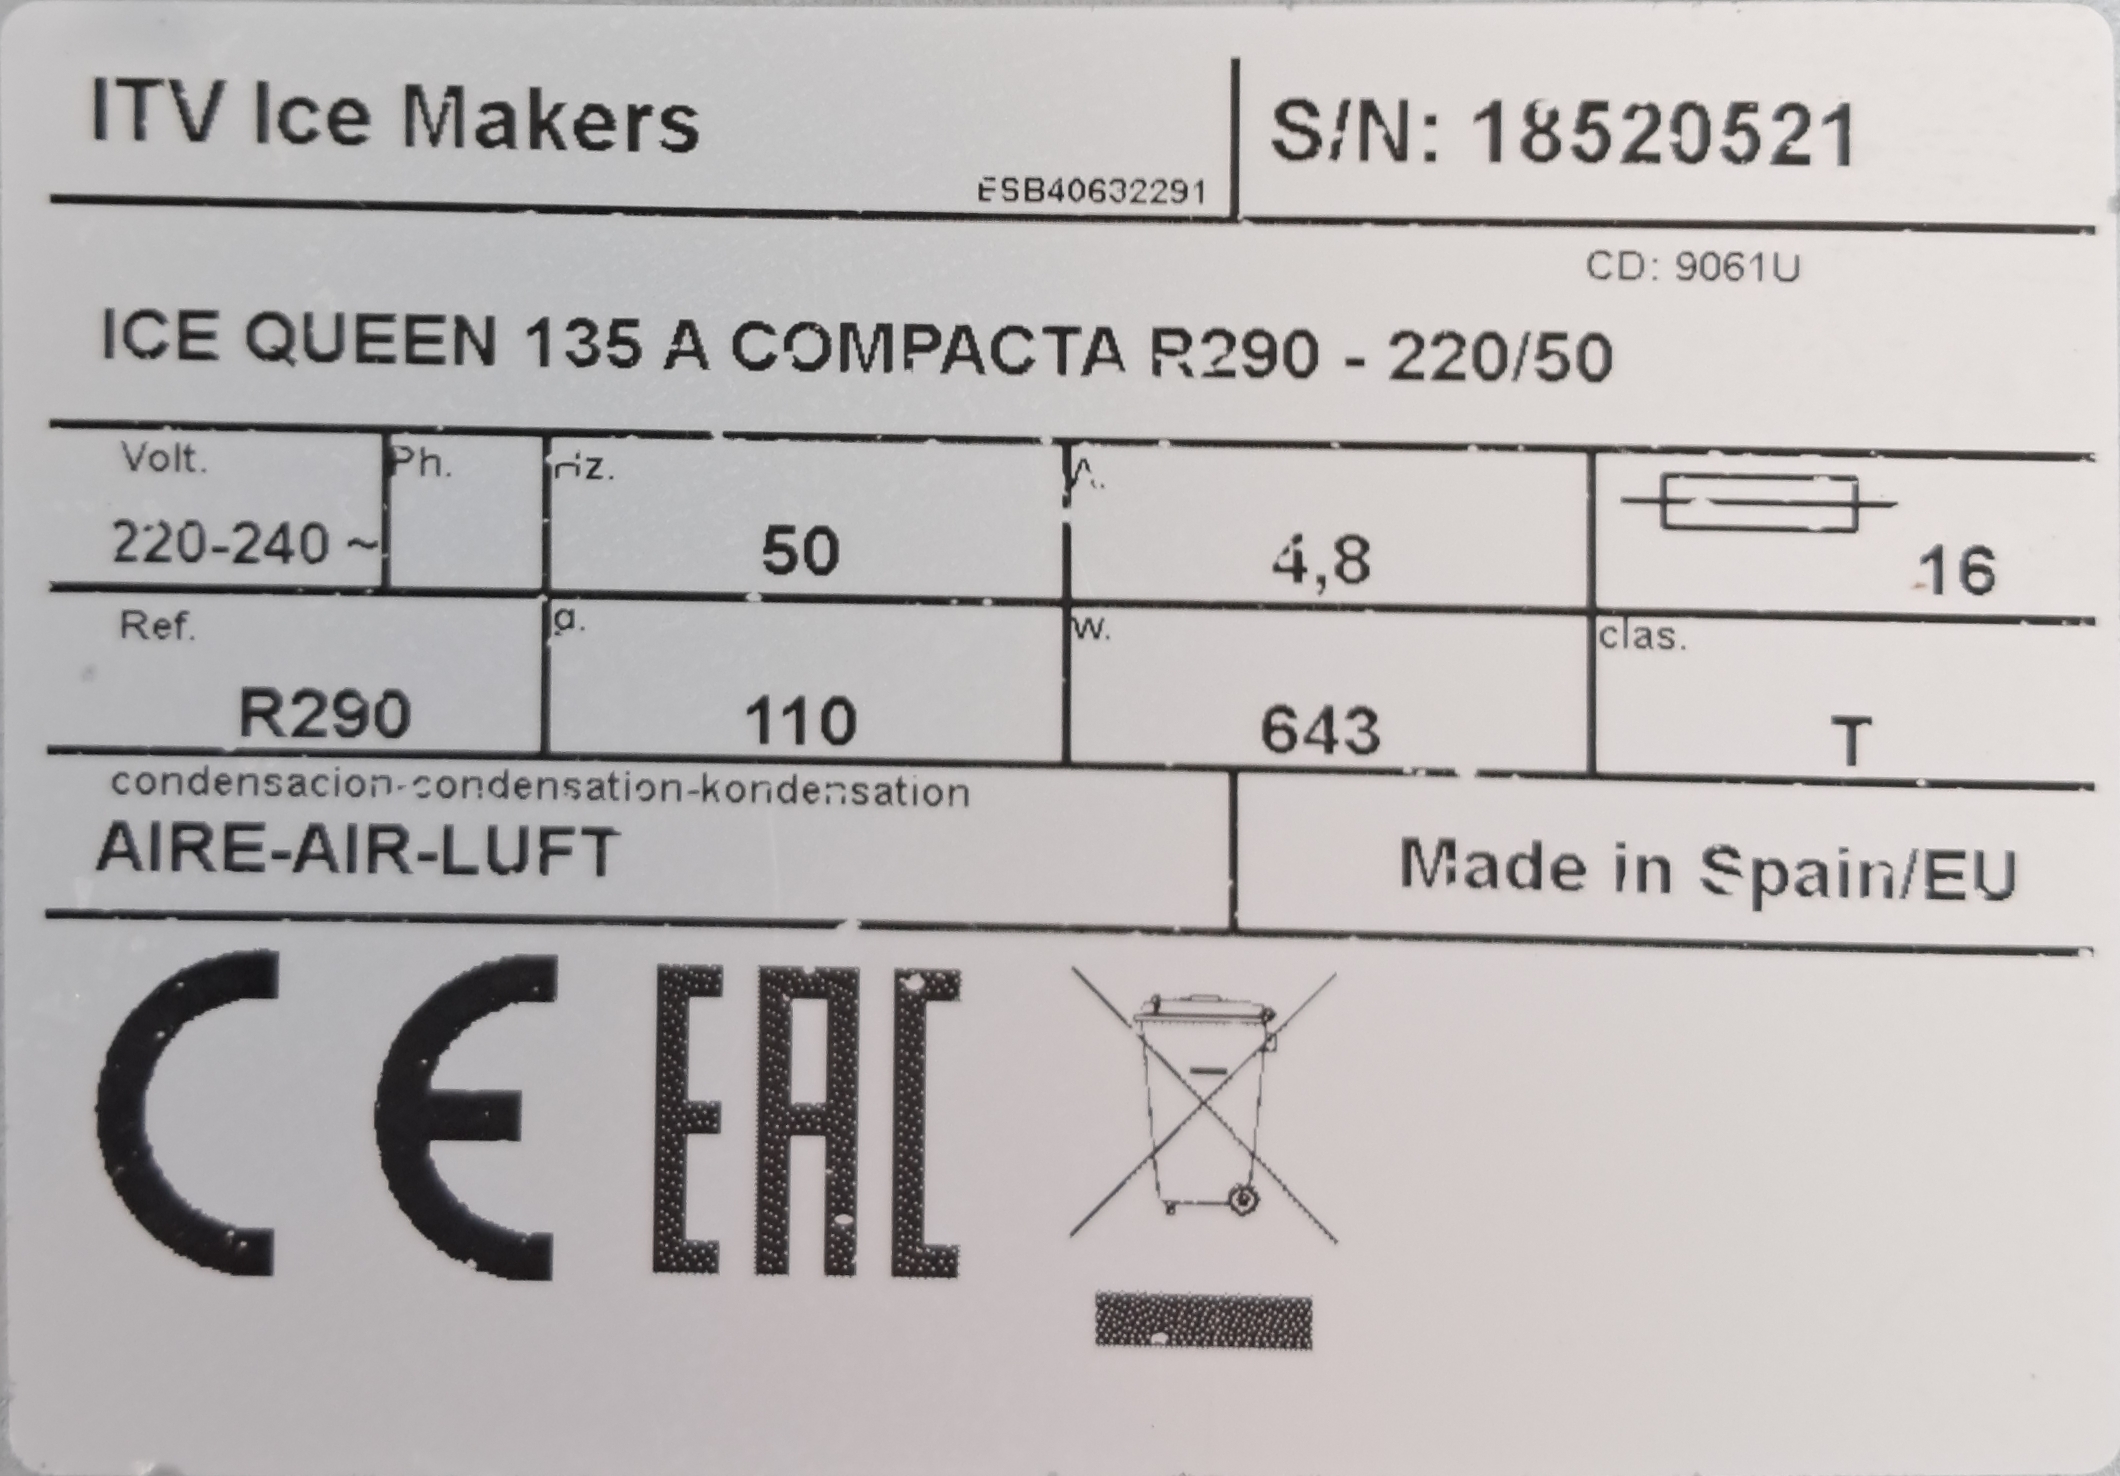 ITV Ice Makers
ESB40632291
S/N: 18520521
CD: 9061U
ICE QUEEN 135 A COMPACTA R290 - 220/50
Volt. Ph. Hz. A.
220-240 ~ 50 4,8 16
Ref. g. w. clas.
R290 110 643 T
condensacion-condensation-kondensation
AIRE-AIR-LUFT
Made in Spain/EU
CE EAC